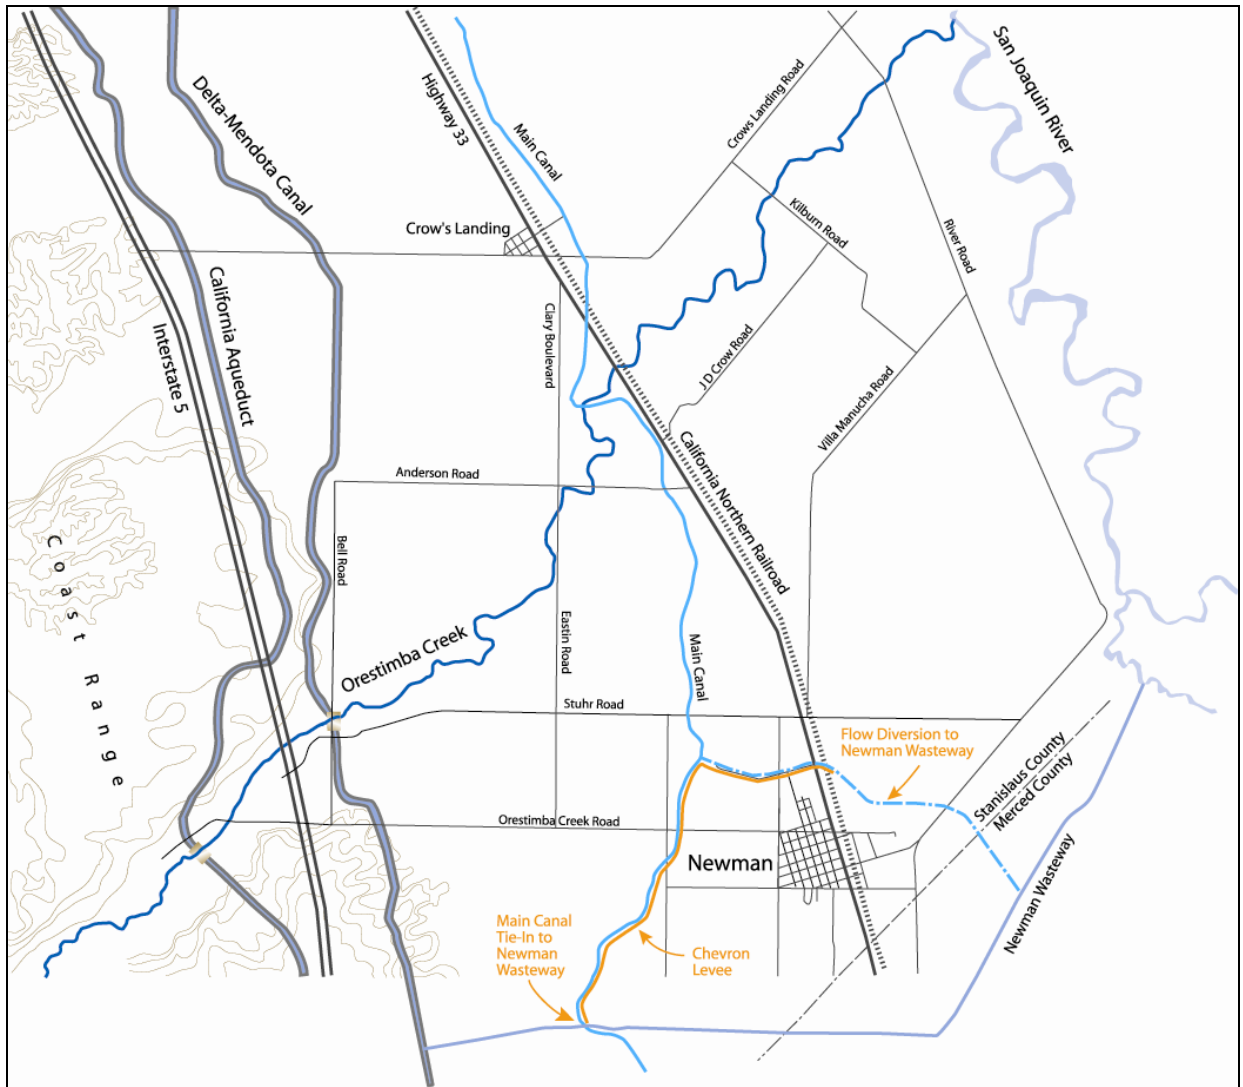 San Joaquin River
Delta-Mendota Canal
Highway 33
Main Canal
Crows Landing Road
Kilburn Road
River Road
Crow's Landing
California Aqueduct
Interstate 5
Clary Boulevard
J D Crow Road
Villa Manucha Road
California Northern Railroad
Anderson Road
Bell Road
Coast Range
Orestimba Creek
Eastin Road
Main Canal
Stuhr Road
Flow Diversion to
Newman Wasteway
Stanislaus County
Merced County
Orestimba Creek Road
Newman
Newman Wasteway
Main Canal
Tie-In to
Newman
Wasteway
Chevron
Levee